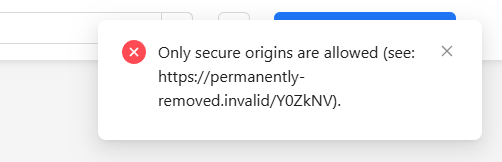 Only secure origins are allowed (see:
https://permanently-
removed.invalid/Y0ZkNV).